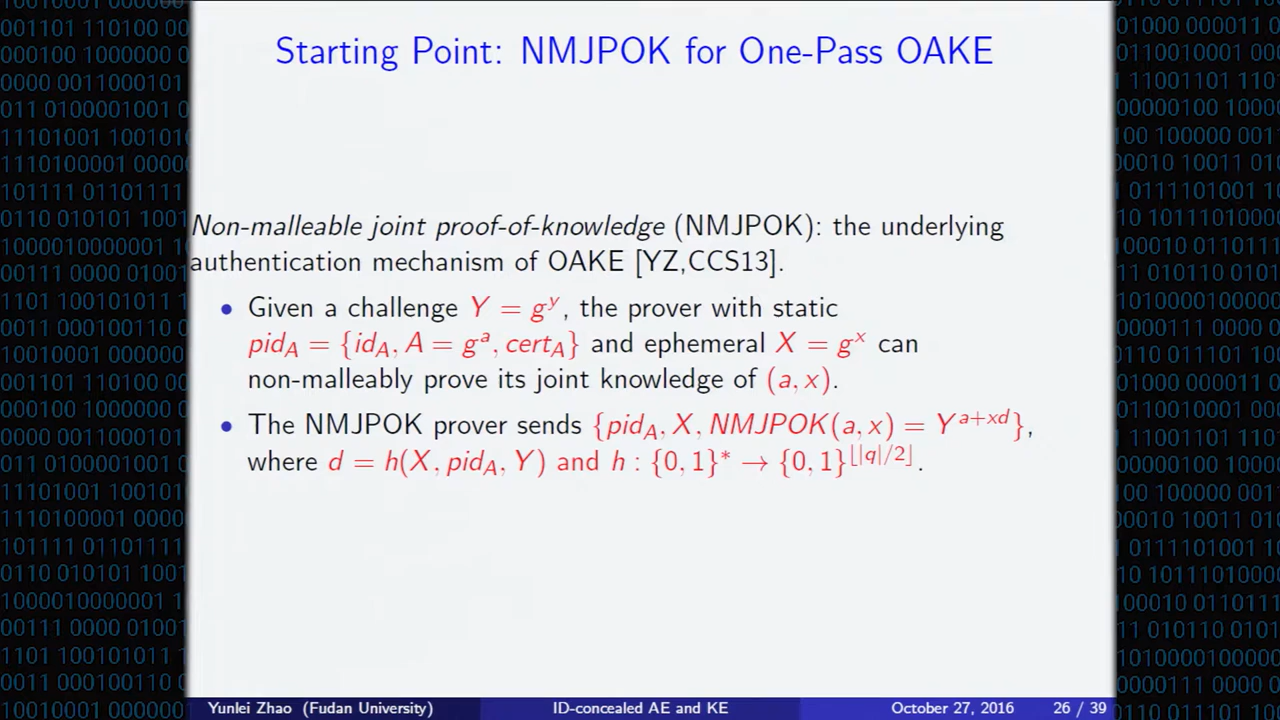 Starting Point: NMJPOK for One-Pass OAKE
Non-malleable joint proof-of-knowledge (NMJPOK): the underlying
authentication mechanism of OAKE [YZ,CCS13].
• Given a challenge Y = g^y, the prover with static
pid_A = {id_A, A = g^a, cert_A} and ephemeral X = g^x can
non-malleably prove its joint knowledge of (a, x).
• The NMJPOK prover sends {pid_A, X, NMJPOK(a, x) = Y^{a+xd}},
where d = h(X, pid_A, Y) and h : {0, 1}* → {0, 1}^{⌊|q|/2⌋}.
Yunlei Zhao (Fudan University) ID-concealed AE and KE October 27, 2016 26 / 39